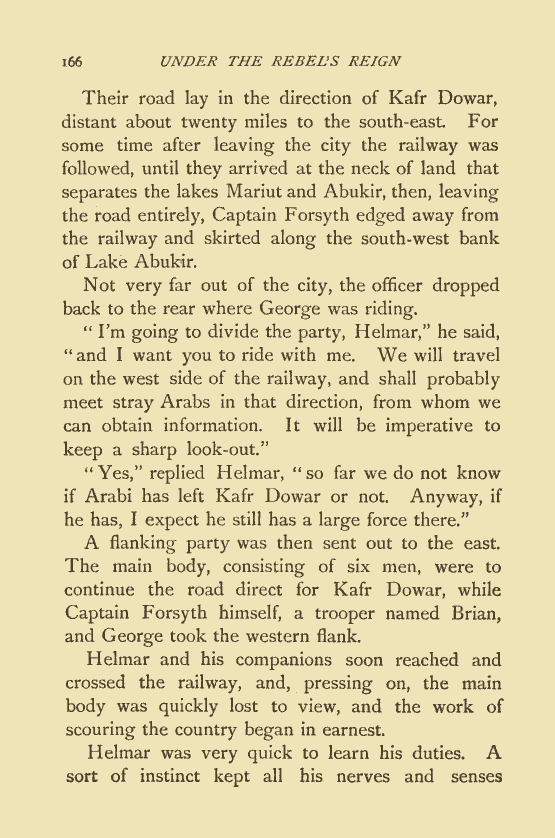 166 UNDER THE REBEL'S REIGN
Their road lay in the direction of Kafr Dowar,
distant about twenty miles to the south-east. For
some time after leaving the city the railway was
followed, until they arrived at the neck of land that
separates the lakes Mariut and Abukir, then, leaving
the road entirely, Captain Forsyth edged away from
the railway and skirted along the south-west bank
of Lake Abukir.
Not very far out of the city, the officer dropped
back to the rear where George was riding.
“ I'm going to divide the party, Helmar,” he said,
“and I want you to ride with me. We will travel
on the west side of the railway, and shall probably
meet stray Arabs in that direction, from whom we
can obtain information. It will be imperative to
keep a sharp look-out.”
“ Yes,” replied Helmar, “so far we do not know
if Arabi has left Kafr Dowar or not. Anyway, if
he has, I expect he still has a large force there.”
A flanking party was then sent out to the east.
The main body, consisting of six men, were to
continue the road direct for Kafr Dowar, while
Captain Forsyth himself, a trooper named Brian,
and George took the western flank.
Helmar and his companions soon reached and
crossed the railway, and, pressing on, the main
body was quickly lost to view, and the work of
scouring the country began in earnest.
Helmar was very quick to learn his duties. A
sort of instinct kept all his nerves and senses